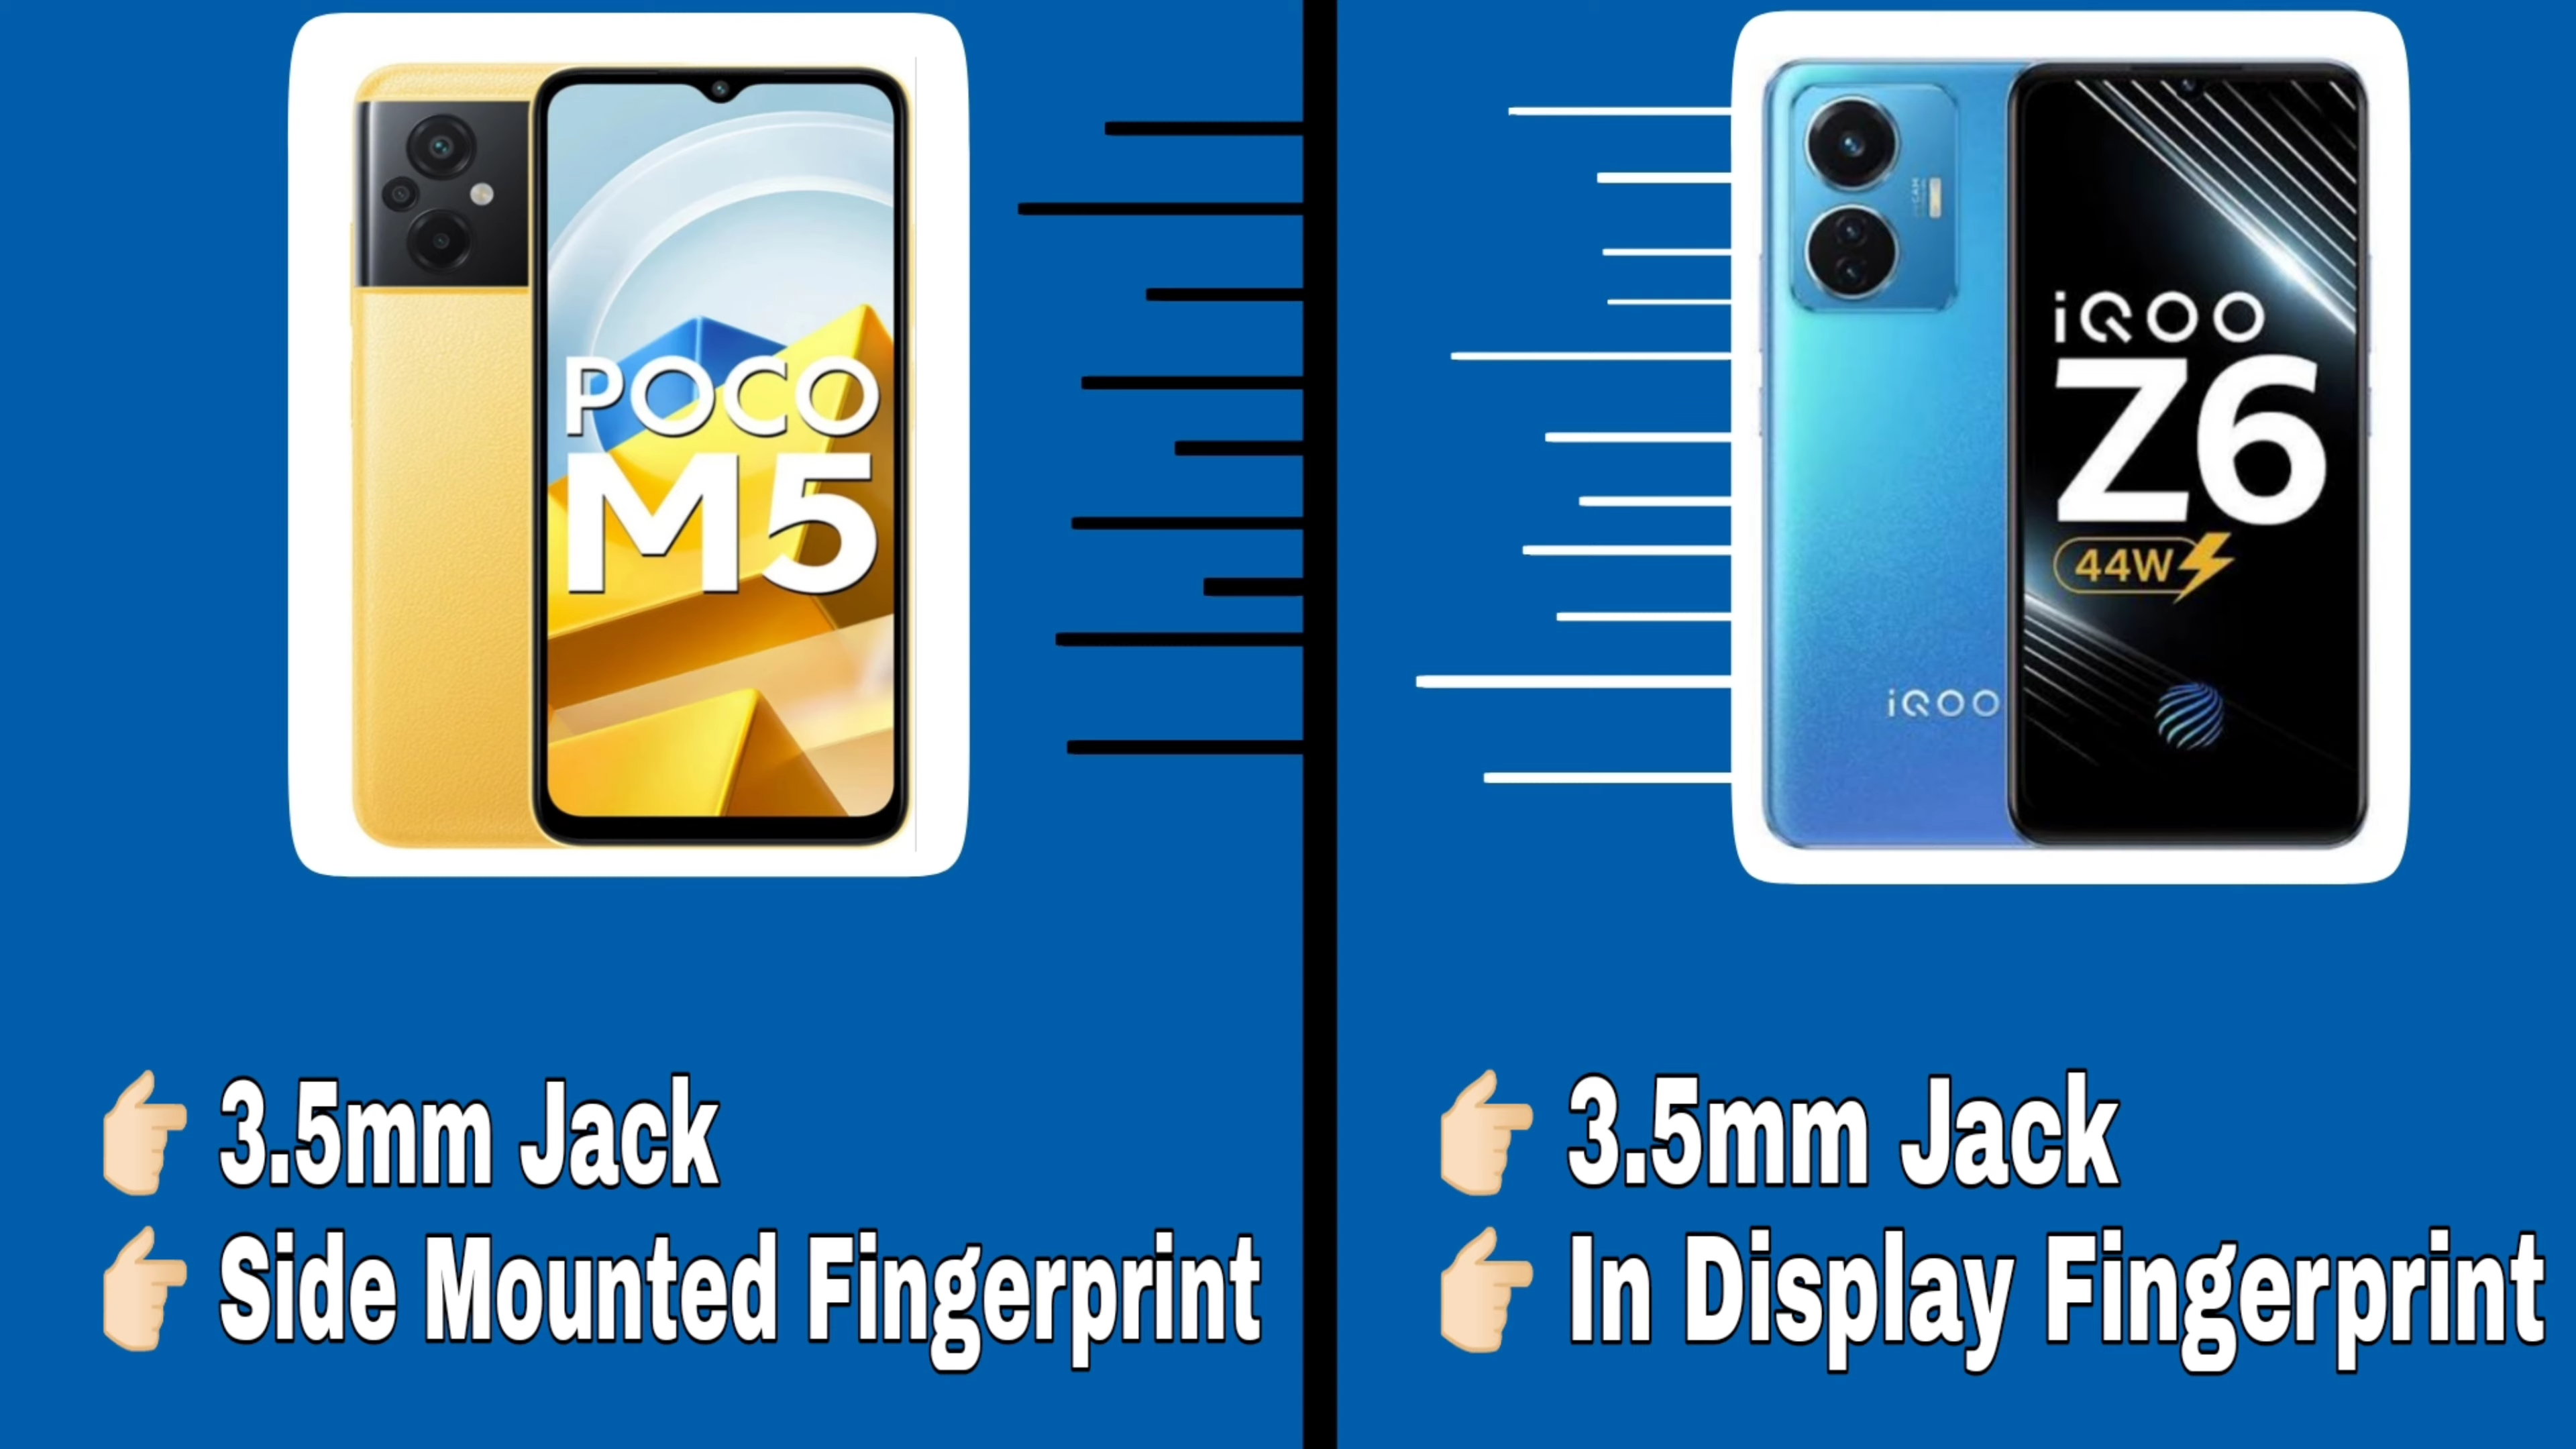 POCO
M5
iQOO
Z6
44W
iQOO
3.5mm Jack
Side Mounted Fingerprint
3.5mm Jack
In Display Fingerprint